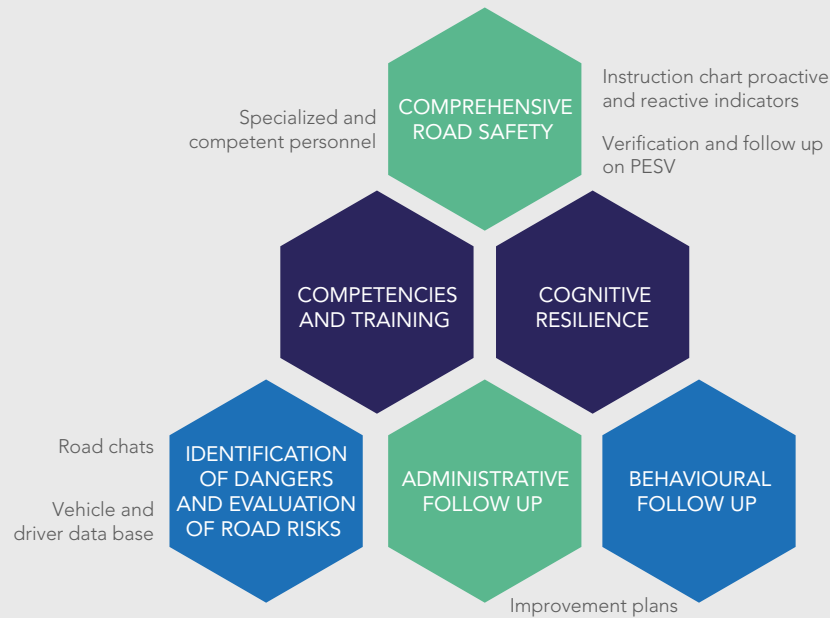 COMPREHENSIVE
ROAD SAFETY
Specialized and
competent personnel
Instruction chart proactive
and reactive indicators
Verification and follow up
on PESV
COMPETENCIES
AND TRAINING
COGNITIVE
RESILIENCE
Road chats
Vehicle and
driver data base
IDENTIFICATION
OF DANGERS
AND EVALUATION
OF ROAD RISKS
ADMINISTRATIVE
FOLLOW UP
BEHAVIOURAL
FOLLOW UP
Improvement plans